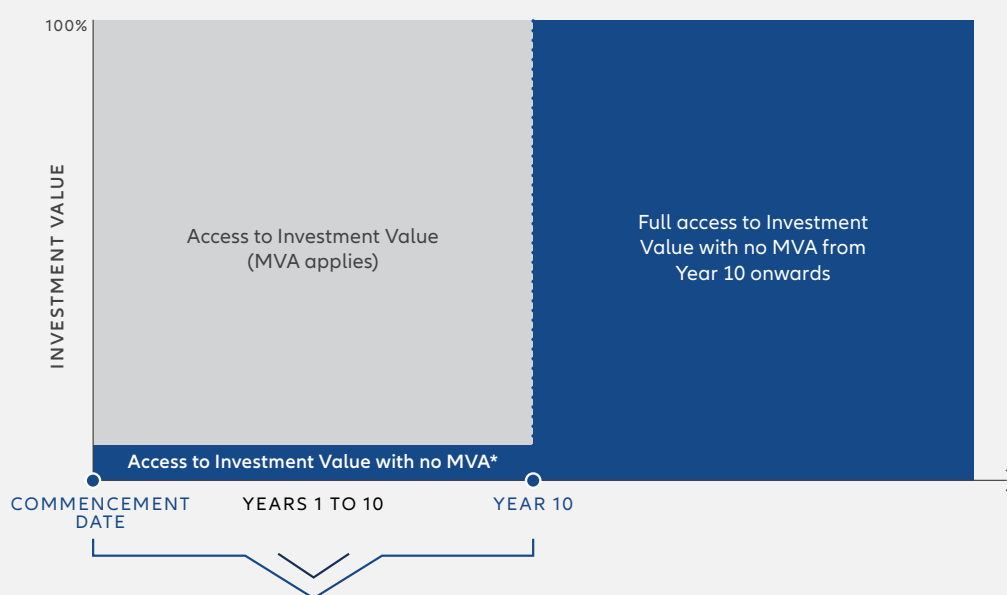 100%
INVESTMENT VALUE
Access to Investment Value
(MVA applies)
Full access to Investment
Value with no MVA from
Year 10 onwards
Access to Investment Value with no MVA*
COMMENCEMENT
DATE
YEARS 1 TO 10
YEAR 10